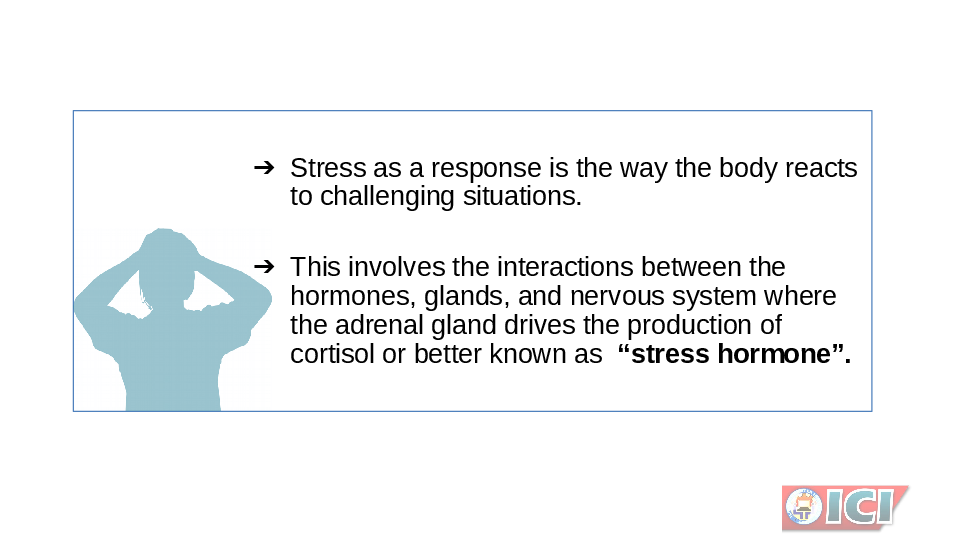 ➔ Stress as a response is the way the body reacts
to challenging situations.
➔ This involves the interactions between the
hormones, glands, and nervous system where
the adrenal gland drives the production of
cortisol or better known as “stress hormone”.
ICI